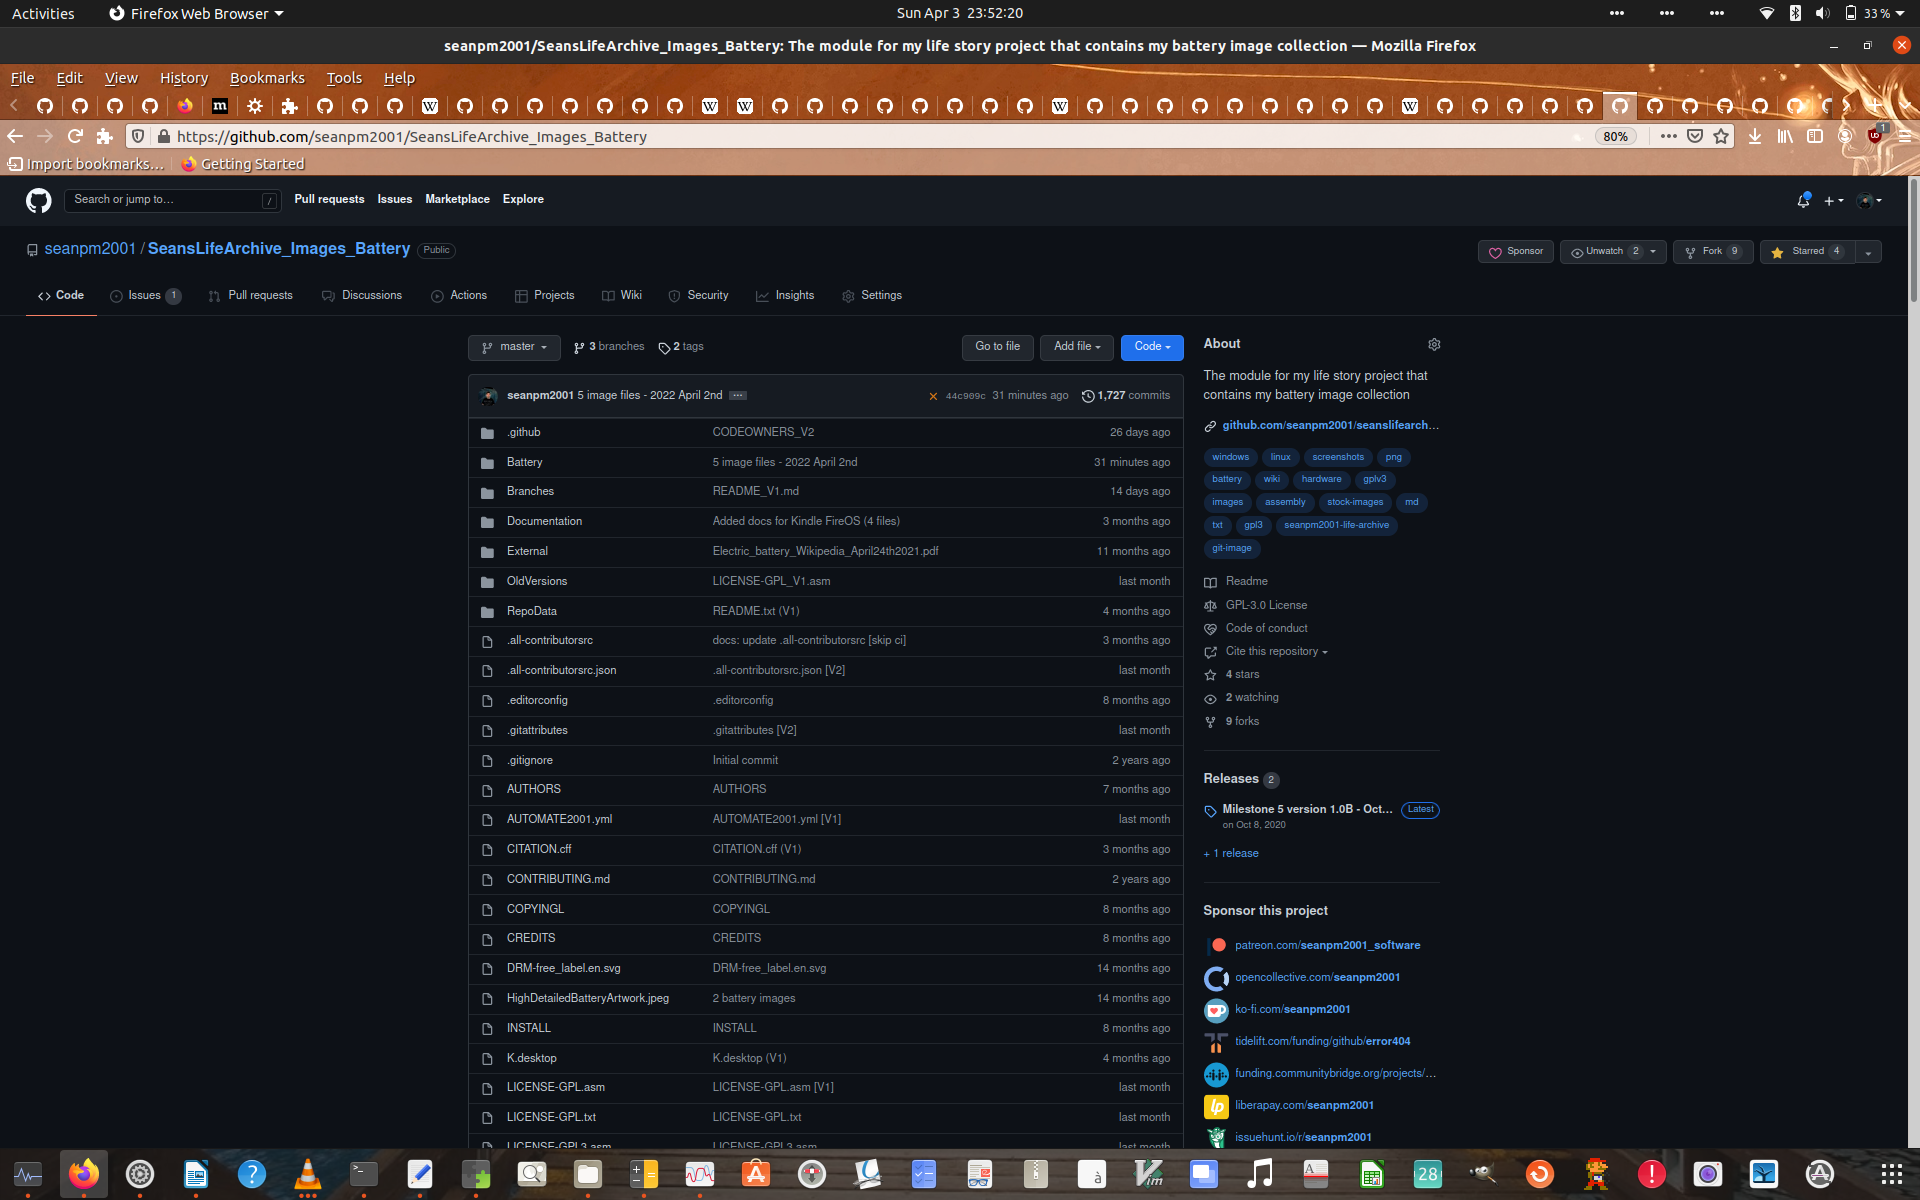 Activities
Firefox Web Browser
Sun Apr 3 23:52:20
33 %
seanpm2001/SeansLifeArchive_Images_Battery: The module for my life story project that contains my battery image collection — Mozilla Firefox
File Edit View History Bookmarks Tools Help
https://github.com/seanpm2001/SeansLifeArchive_Images_Battery
80%
1
Import bookmarks...
Getting Started
Search or jump to...
/
Pull requests Issues Marketplace Explore
seanpm2001 / SeansLifeArchive_Images_Battery Public
Sponsor
Unwatch 2
Fork 9
Starred 4
Code
Issues 1
Pull requests
Discussions
Actions
Projects
Wiki
Security
Insights
Settings
master
3 branches
2 tags
Go to file
Add file
Code
seanpm2001 5 image files - 2022 April 2nd ... 44c909c 31 minutes ago 1,727 commits
.github CODEOWNERS_V2 26 days ago
Battery 5 image files - 2022 April 2nd 31 minutes ago
Branches README_V1.md 14 days ago
Documentation Added docs for Kindle FireOS (4 files) 3 months ago
External Electric_battery_Wikipedia_April24th2021.pdf 11 months ago
OldVersions LICENSE-GPL_V1.asm last month
RepoData README.txt (V1) 4 months ago
.all-contributorsrc docs: update .all-contributorsrc [skip ci] 3 months ago
.all-contributorsrc.json .all-contributorsrc.json [V2] last month
.editorconfig .editorconfig 8 months ago
.gitattributes .gitattributes [V2] last month
.gitignore Initial commit 2 years ago
AUTHORS AUTHORS 7 months ago
AUTOMATE2001.yml AUTOMATE2001.yml [V1] last month
CITATION.cff CITATION.cff (V1) 3 months ago
CONTRIBUTING.md CONTRIBUTING.md 2 years ago
COPYINGL COPYINGL 8 months ago
CREDITS CREDITS 8 months ago
DRM-free_label.en.svg DRM-free_label.en.svg 14 months ago
HighDetailedBatteryArtwork.jpeg 2 battery images 14 months ago
INSTALL INSTALL 8 months ago
K.desktop K.desktop (V1) 4 months ago
LICENSE-GPL.asm LICENSE-GPL.asm [V1] last month
LICENSE-GPL.txt LICENSE-GPL.txt last month
LICENSE-GPL3.asm LICENSE-GPL3.asm last month
About
The module for my life story project that
contains my battery image collection
github.com/seanpm2001/seanslifearch...
windows linux screenshots png
battery wiki hardware gplv3
images assembly stock-images md
txt gpl3 seanpm2001-life-archive
git-image
Readme
GPL-3.0 License
Code of conduct
Cite this repository
4 stars
2 watching
9 forks
Releases 2
Milestone 5 version 1.0B - Oct... Latest
on Oct 8, 2020
+ 1 release
Sponsor this project
patreon.com/seanpm2001_software
opencollective.com/seanpm2001
ko-fi.com/seanpm2001
tidelift.com/funding/github/error404
funding.communitybridge.org/projects/...
liberapay.com/seanpm2001
issuehunt.io/r/seanpm2001
28